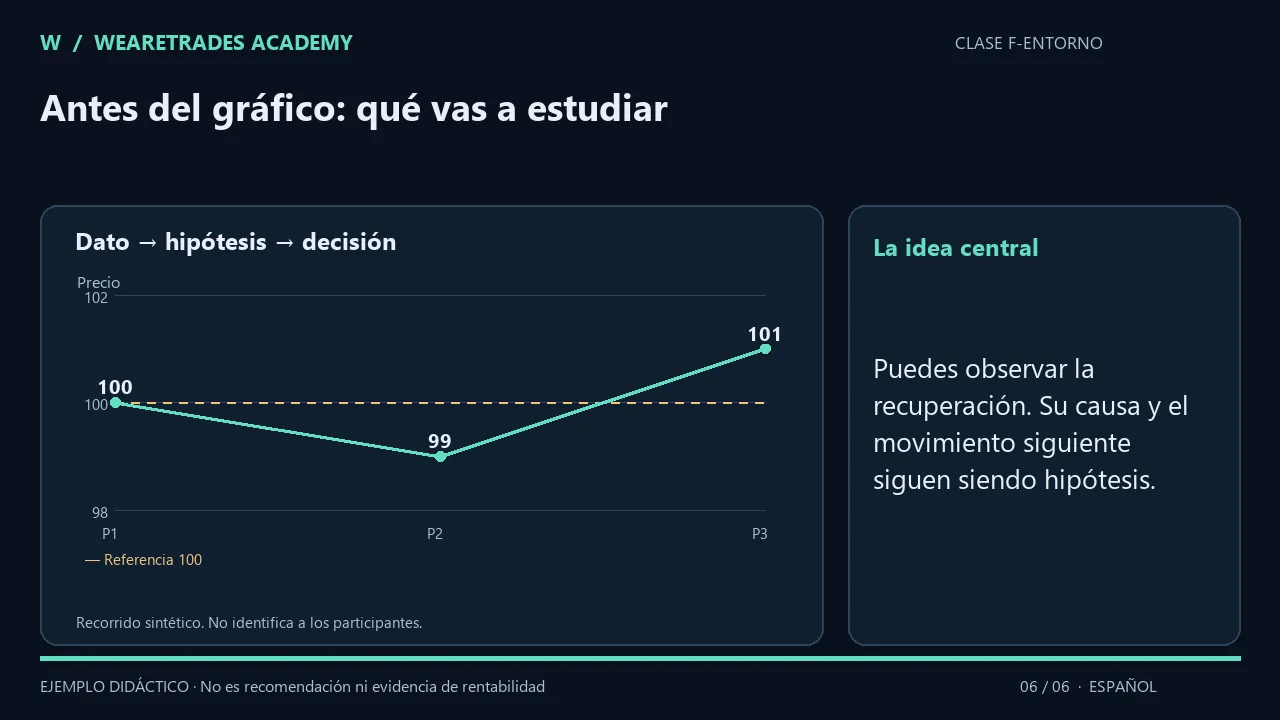 W / WEARETRADES ACADEMY
CLASE F-ENTORNO
Antes del gráfico: qué vas a estudiar
Dato → hipótesis → decisión
Precio
102
101
100
100
99
98
P1
P2
P3
— Referencia 100
Recorrido sintético. No identifica a los participantes.
La idea central
Puedes observar la
recuperación. Su causa y el
movimiento siguiente
siguen siendo hipótesis.
EJEMPLO DIDÁCTICO · No es recomendación ni evidencia de rentabilidad
06 / 06 · ESPAÑOL